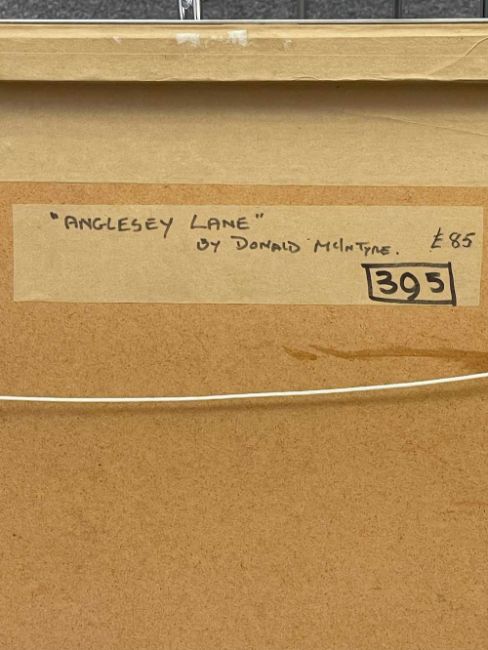 "ANGLESEY LANE"
BY DONALD McINTYRE. £85
395